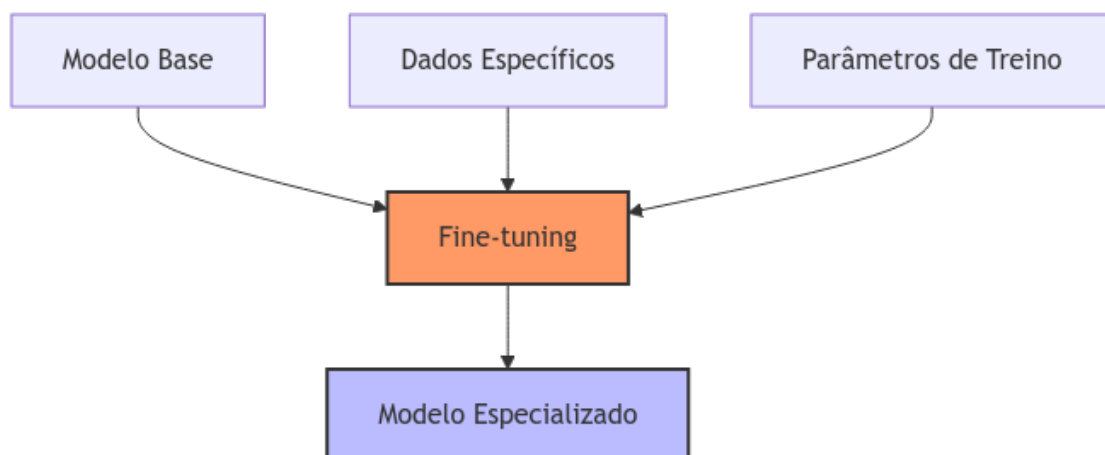 Modelo Base
Dados Específicos
Parâmetros de Treino
Fine-tuning
Modelo Especializado